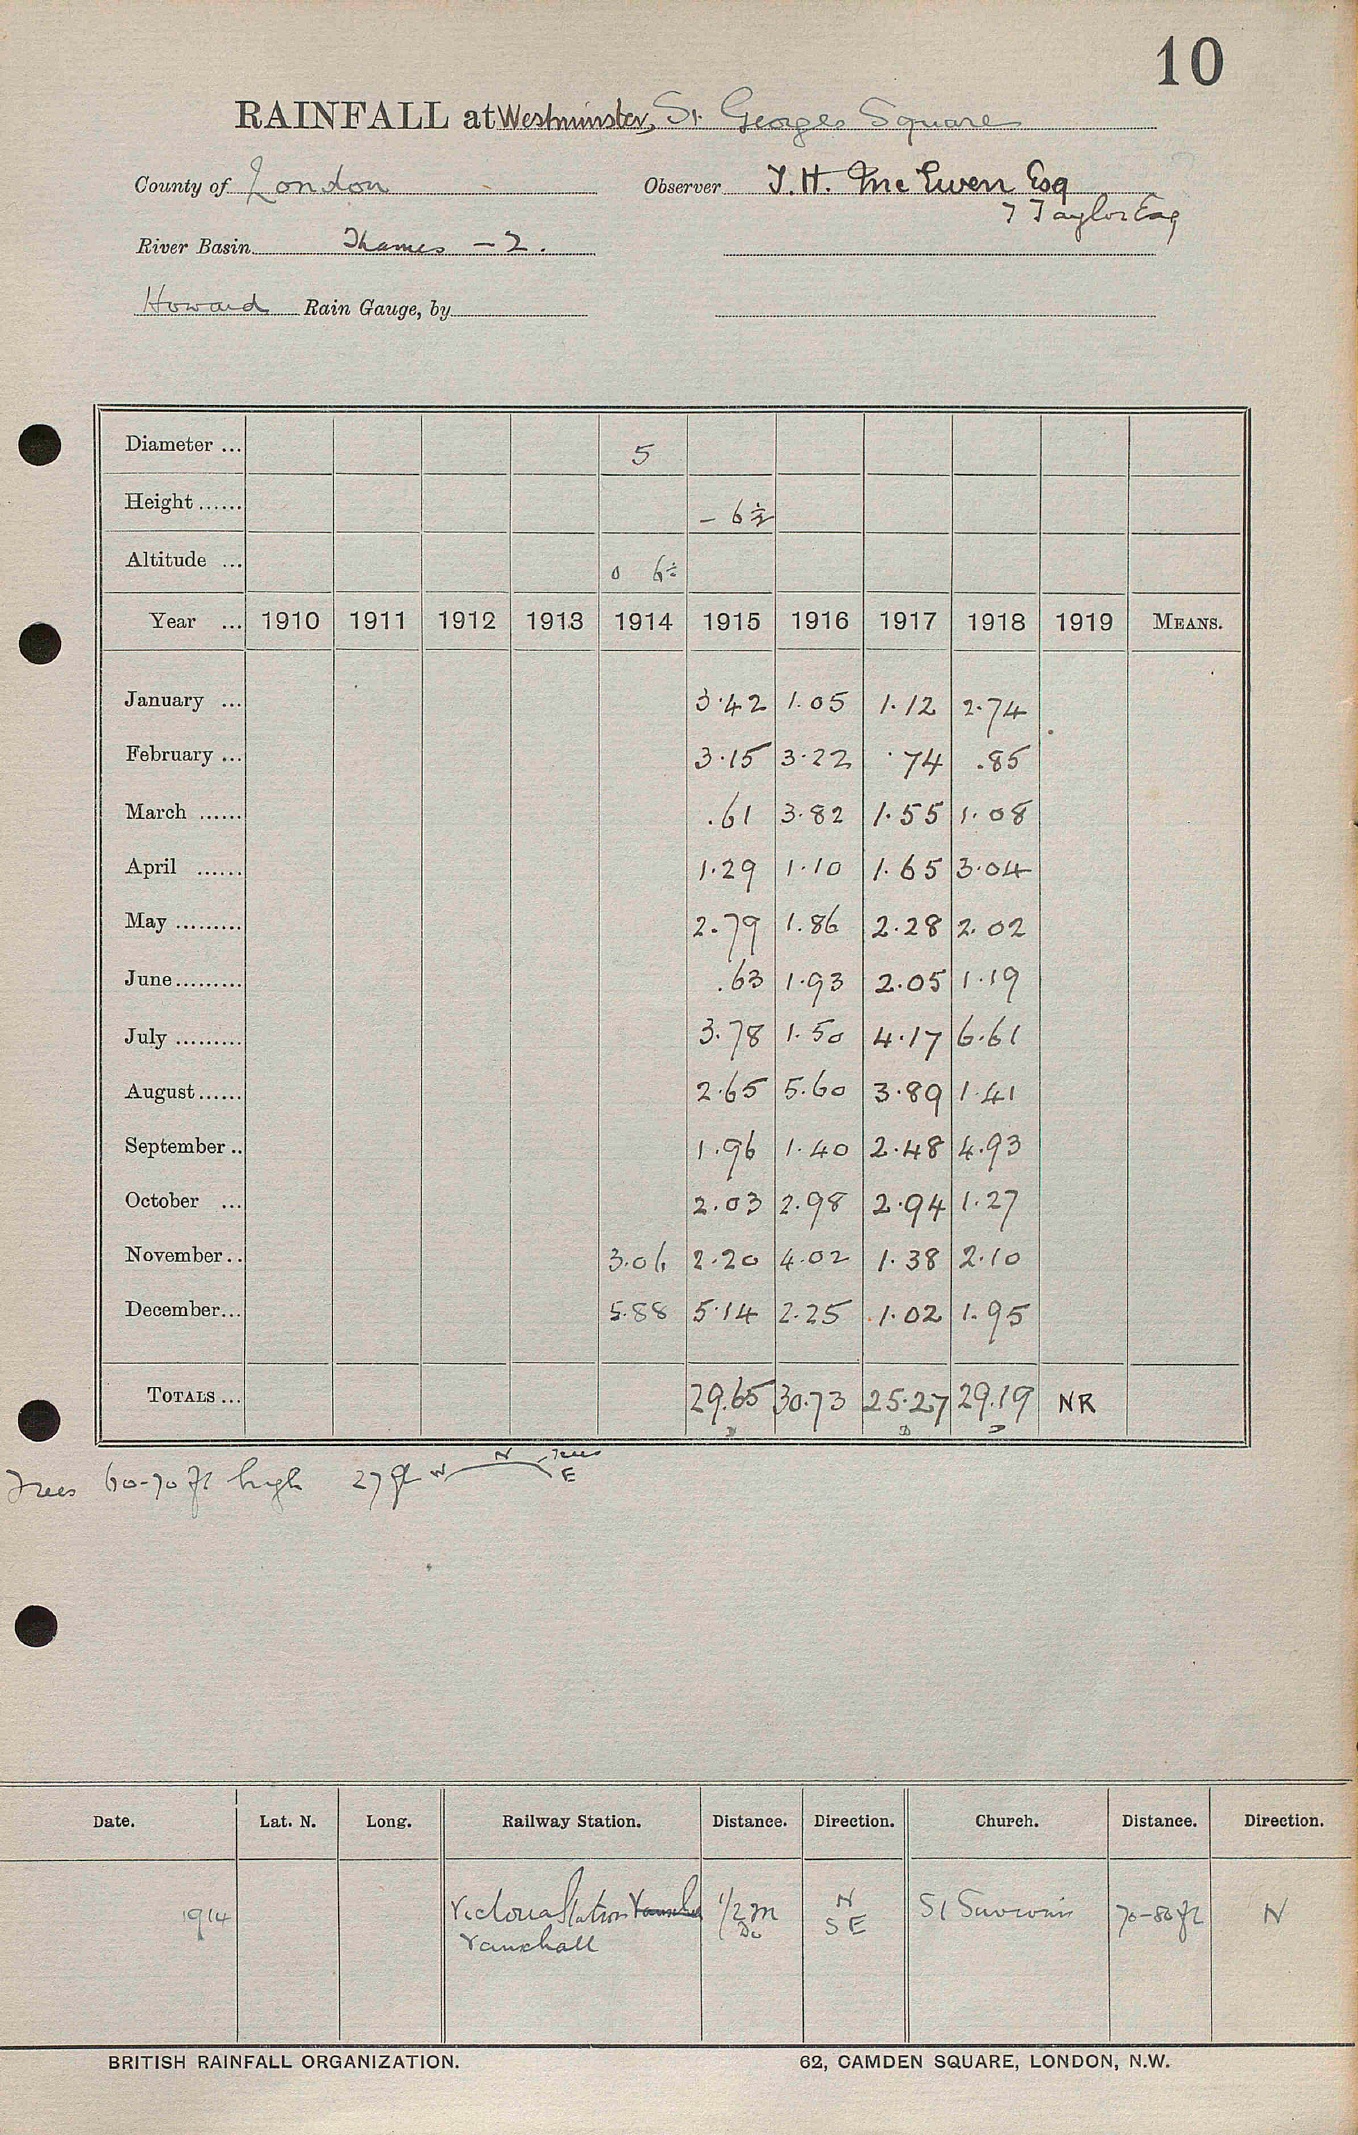 10
RAINFALL at Westminster, St. Georges Square
County of London Observer T. H. McEwen Esq
T Taylor Esq
River Basin Thames - 2.
Howard Rain Gauge, by
Diameter ... 5
Height ...... - 6½
Altitude ... 0 6
Year ... 1910 1911 1912 1913 1914 1915 1916 1917 1918 1919 MEANS.
January ... 3.42 1.05 1.12 2.74
February ... 3.15 3.22 .74 .85
March ...... .61 3.82 1.55 1.08
April ...... 1.29 1.10 1.65 3.04
May ......... 2.79 1.86 2.28 2.02
June ......... .63 1.93 2.05 1.19
July ......... 3.78 1.50 4.17 6.61
August ...... 2.65 5.60 3.89 1.41
September .. 1.96 1.40 2.48 4.93
October ... 2.03 2.98 2.94 1.27
November .. 3.06 2.20 4.02 1.38 2.10
December ... 5.88 5.14 2.25 1.02 1.95
TOTALS ... 29.65 30.73 25.27 29.19 NR
D D D
Trees 60-70 ft high 27 ft W N Trees E
Date. Lat. N. Long. Railway Station. Distance. Direction. Church. Distance. Direction.
1914 Victoria Station 1/2 m N St Saviours 70-80 ft N
Vauxhall Do SE
BRITISH RAINFALL ORGANIZATION. 62, CAMDEN SQUARE, LONDON, N.W.